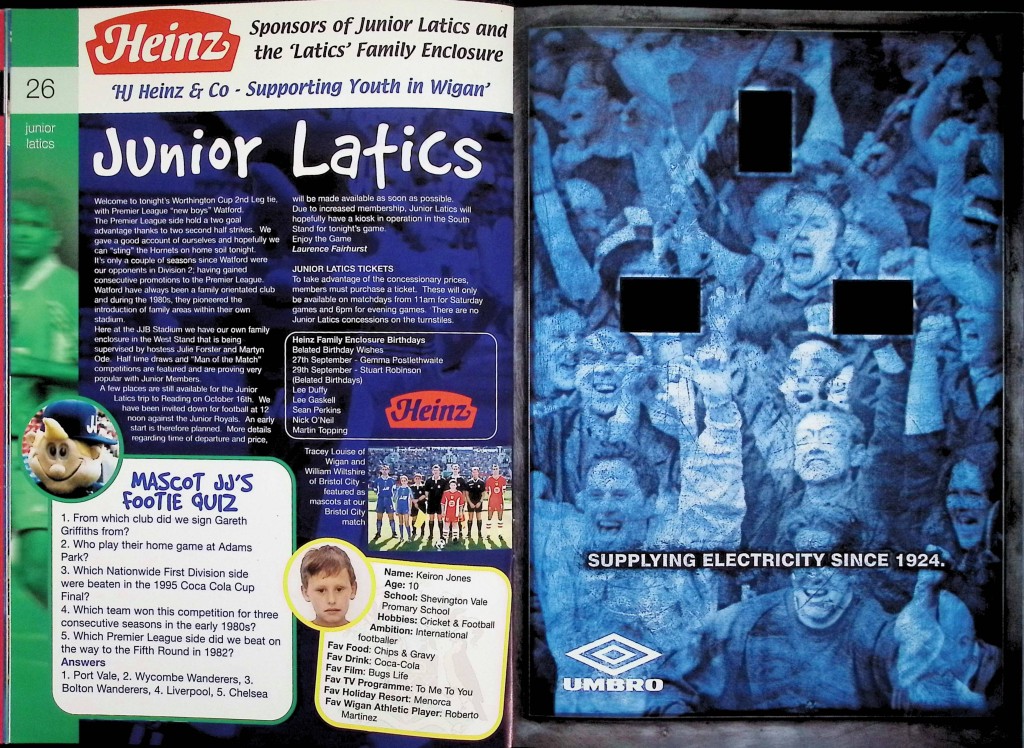 Heinz
Sponsors of Junior Latics and
the 'Latics' Family Enclosure
'HJ Heinz & Co - Supporting Youth in Wigan'
26
junior
latics
Junior Latics
Welcome to tonight's Worthington Cup 2nd Leg tie,
with Premier League "new boys" Watford.
The Premier League side hold a two goal
advantage thanks to two second half strikes. We
gave a good account of ourselves and hopefully we
can "sting" the Hornets on home soil tonight.
It's only a couple of seasons since Watford were
our opponents in Division 2; having gained
consecutive promotions to the Premier League.
Watford have always been a family orientated club
and during the 1980s, they pioneered the
introduction of family areas within their own
stadium.
Here at the JJB Stadium we have our own family
enclosure in the West Stand that is being
supervised by hostess Julie Forster and Martyn
Ode. Half time draws and "Man of the Match"
competitions are featured and are proving very
popular with Junior Members.
A few places are still available for the Junior
Latics trip to Reading on October 16th. We
have been invited down for football at 12
noon against the Junior Royals. An early
start is therefore planned. More details
regarding time of departure and price,
will be made available as soon as possible.
Due to increased membership, Junior Latics will
hopefully have a kiosk in operation in the South
Stand for tonight's game.
Enjoy the Game
Laurence Fairhurst
JUNIOR LATICS TICKETS
To take advantage of the concessionary prices,
members must purchase a ticket. These will only
be available on matchdays from 11am for Saturday
games and 6pm for evening games. There are no
Junior Latics concessions on the turnstiles.
Heinz Family Enclosure Birthdays
Belated Birthday Wishes
27th September - Gemma Postlethwaite
29th September - Stuart Robinson
(Belated Birthdays)
Lee Duffy
Lee Gaskell
Sean Perkins
Nick O'Neil
Martin Topping
Heinz
Tracey Louise of
Wigan and
William Wiltshire
of Bristol City -
featured as
mascots at our
Bristol City
match
MASCOT JJ'S
FOOTIE QUIZ
1. From which club did we sign Gareth
Griffiths from?
2. Who play their home game at Adams
Park?
3. Which Nationwide First Division side
were beaten in the 1995 Coca Cola Cup
Final?
4. Which team won this competition for three
consecutive seasons in the early 1980s?
5. Which Premier League side did we beat on
the way to the Fifth Round in 1982?
Answers
1. Port Vale, 2. Wycombe Wanderers, 3.
Bolton Wanderers, 4. Liverpool, 5. Chelsea
Name: Keiron Jones
Age: 10
School: Shevington Vale
Promary School
Hobbies: Cricket & Football
Ambition: International
footballer
Fav Food: Chips & Gravy
Fav Drink: Coca-Cola
Fav Film: Bugs Life
Fav TV Programme: To Me To You
Fav Holiday Resort: Menorca
Fav Wigan Athletic Player: Roberto
Martinez
SUPPLYING ELECTRICITY SINCE 1924.
UMBRO